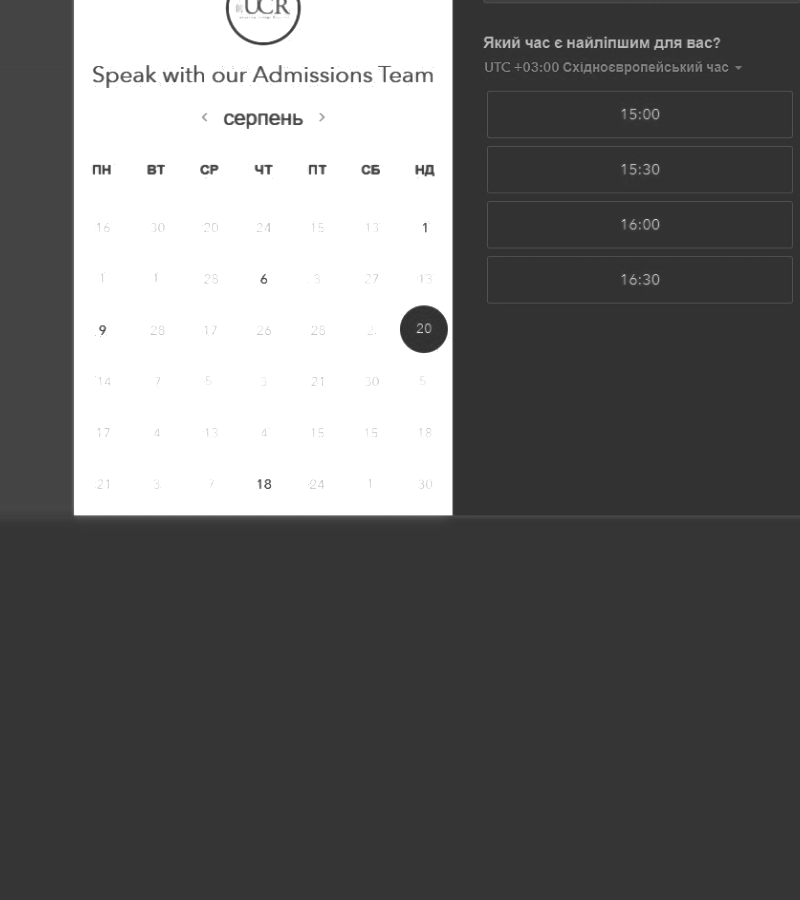 UCR
Speak with our Admissions Team
‹ серпень ›
ПН ВТ СР ЧТ ПТ СБ НД
16 30 20 24 15 13 1
1 1 25 6 3 27 13
9 28 17 26 28 2 20
14 7 5 3 21 30 5
17 4 13 4 15 15 18
21 3 7 18 24 1 30
Який час є найліпшим для вас?
UTC +03:00 Східноєвропейський час
15:00
15:30
16:00
16:30